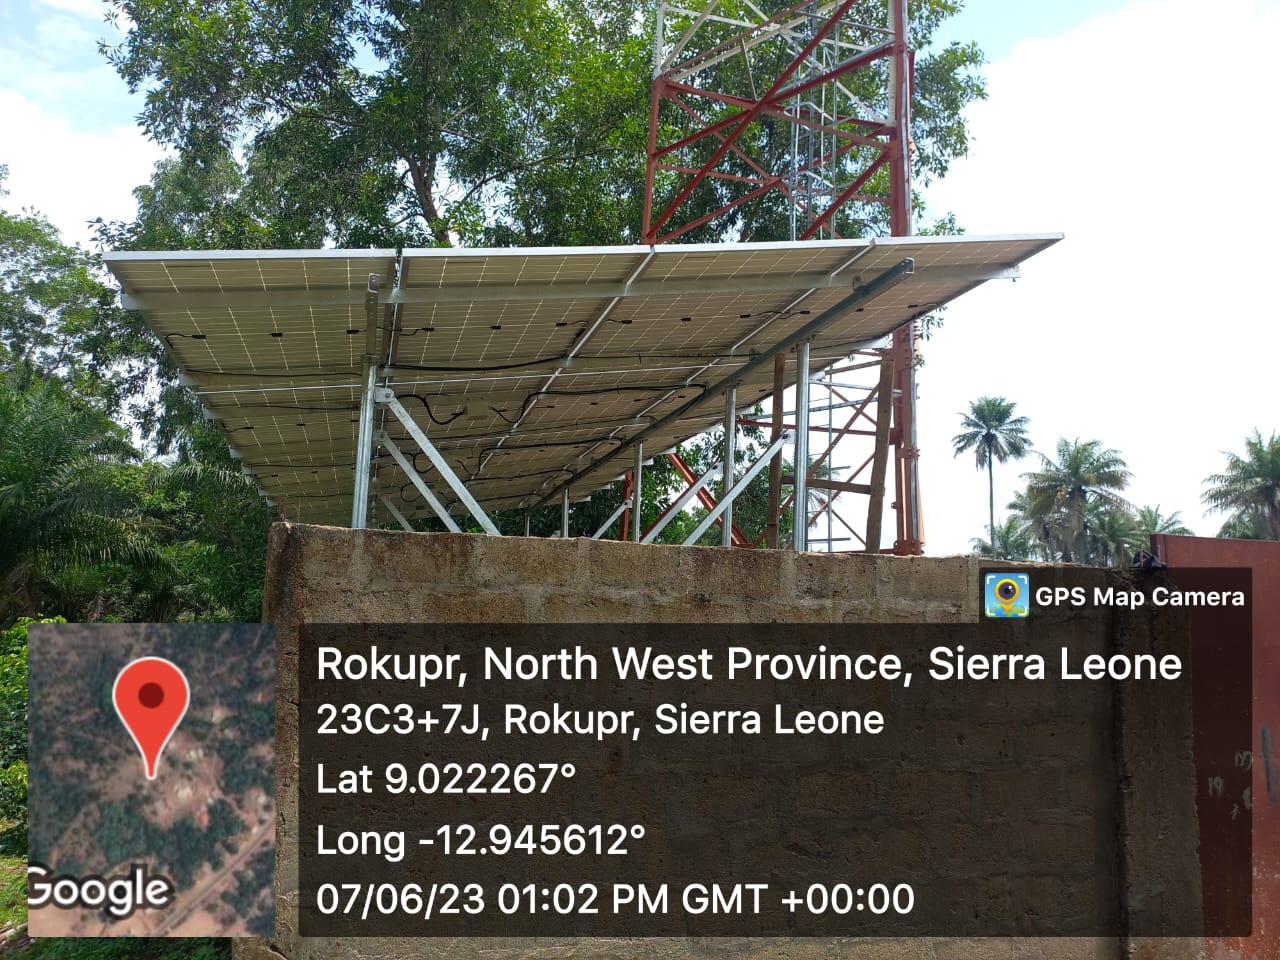 GPS Map Camera
Rokupr, North West Province, Sierra Leone
23C3+7J, Rokupr, Sierra Leone
Lat 9.022267°
Long -12.945612°
07/06/23 01:02 PM GMT +00:00
Google